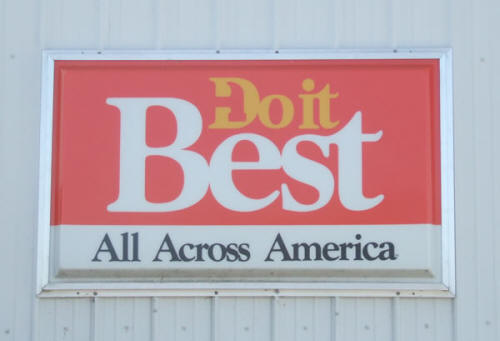 Do it
Best
All Across America